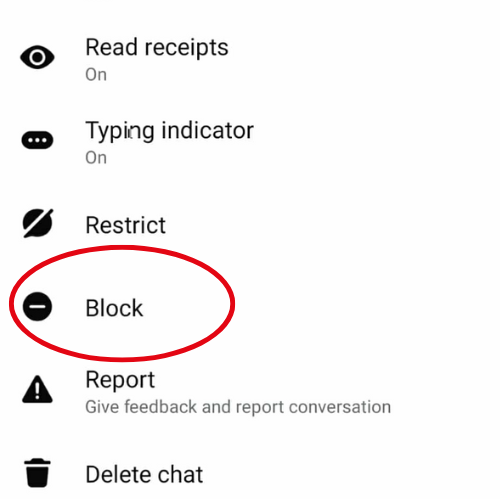 Read receipts
On
Typing indicator
On
Restrict
Block
Report
Give feedback and report conversation
Delete chat